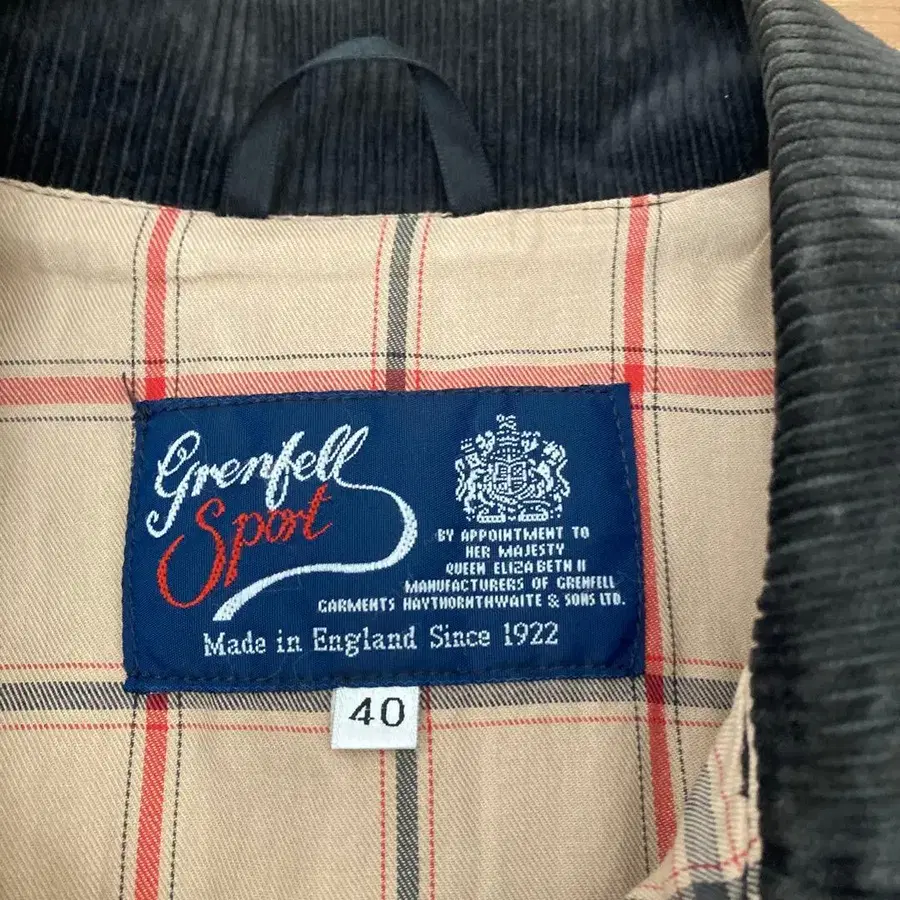 Grenfell
Sport
BY APPOINTMENT TO
HER MAJESTY
QUEEN ELIZABETH II
MANUFACTURERS OF GRENFELL
GARMENTS HAYTHORNTHWAITE & SONS LTD.
Made in England Since 1922
40